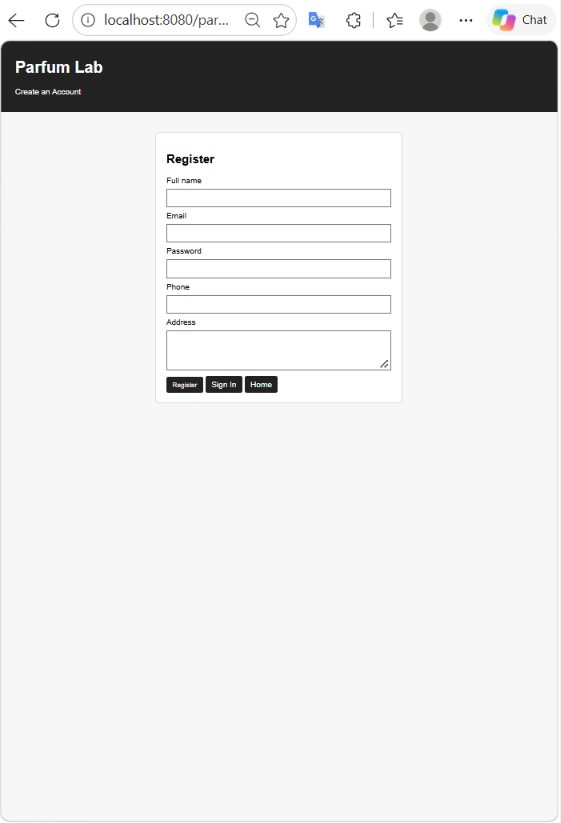 localhost:8080/par...
Chat
Parfum Lab
Create an Account
Register
Full name
Email
Password
Phone
Address
Register Sign In Home